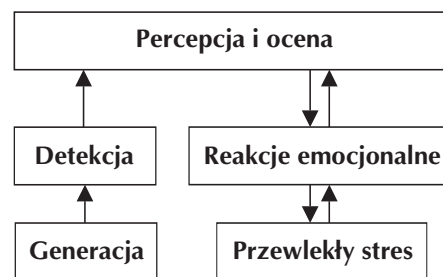 Percepcja i ocena
Detekcja
Reakcje emocjonalne
Generacja
Przewlekły stres